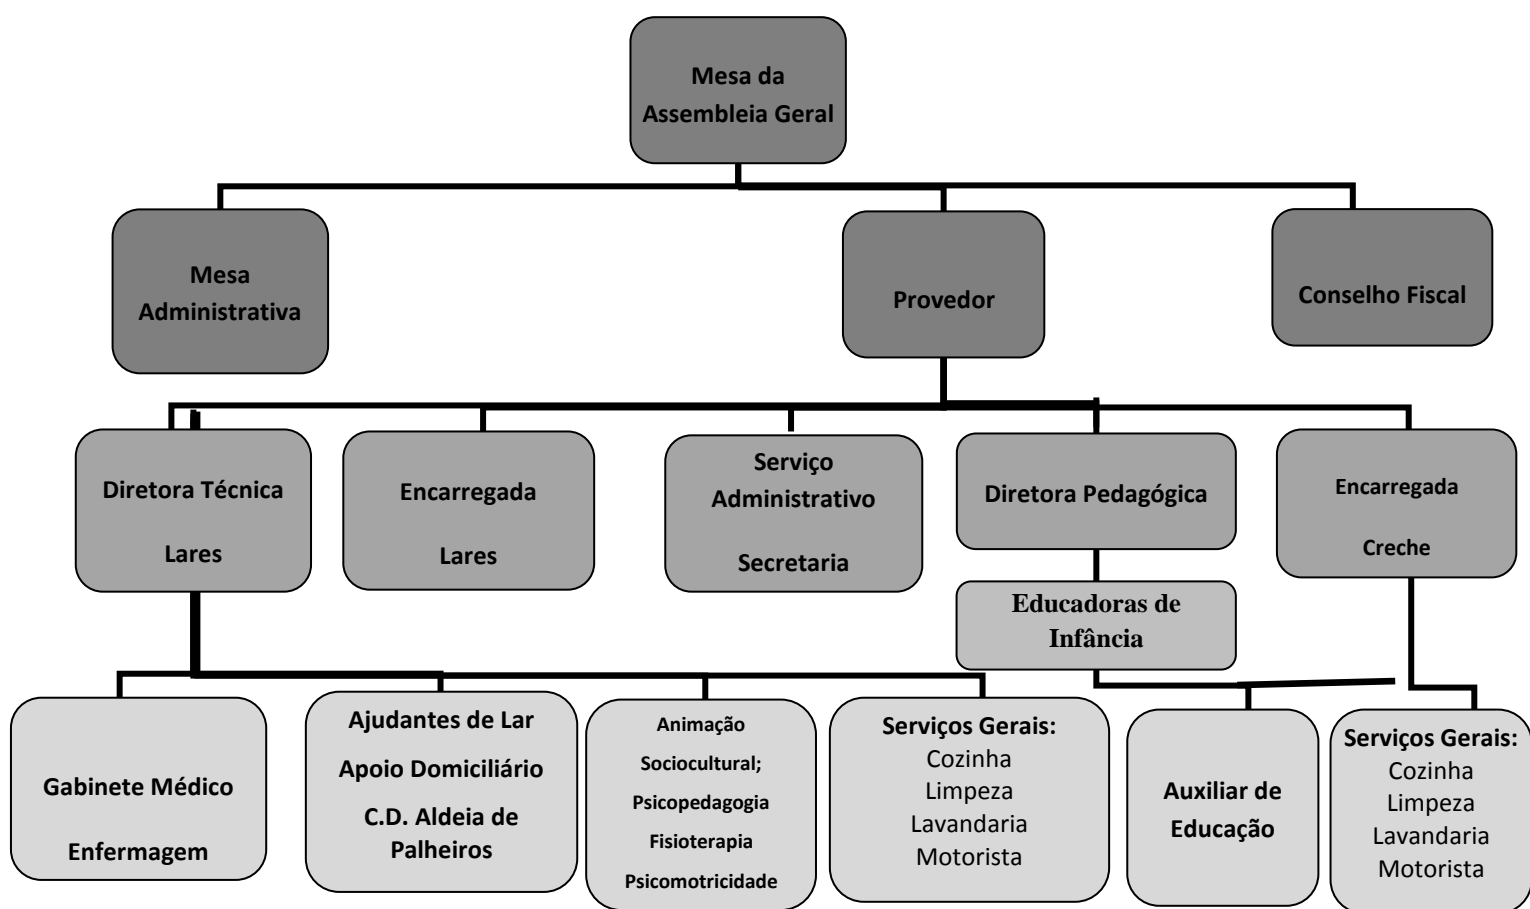 Mesa da
Assembleia Geral
Mesa
Administrativa
Provedor
Conselho Fiscal
Diretora Técnica
Lares
Encarregada
Lares
Serviço
Administrativo
Secretaria
Diretora Pedagógica
Encarregada
Creche
Educadoras de
Infância
Gabinete Médico
Enfermagem
Ajudantes de Lar
Apoio Domiciliário
C.D. Aldeia de
Palheiros
Animação
Sociocultural;
Psicopedagogia
Fisioterapia
Psicomotricidade
Serviços Gerais:
Cozinha
Limpeza
Lavandaria
Motorista
Auxiliar de
Educação
Serviços Gerais:
Cozinha
Limpeza
Lavandaria
Motorista